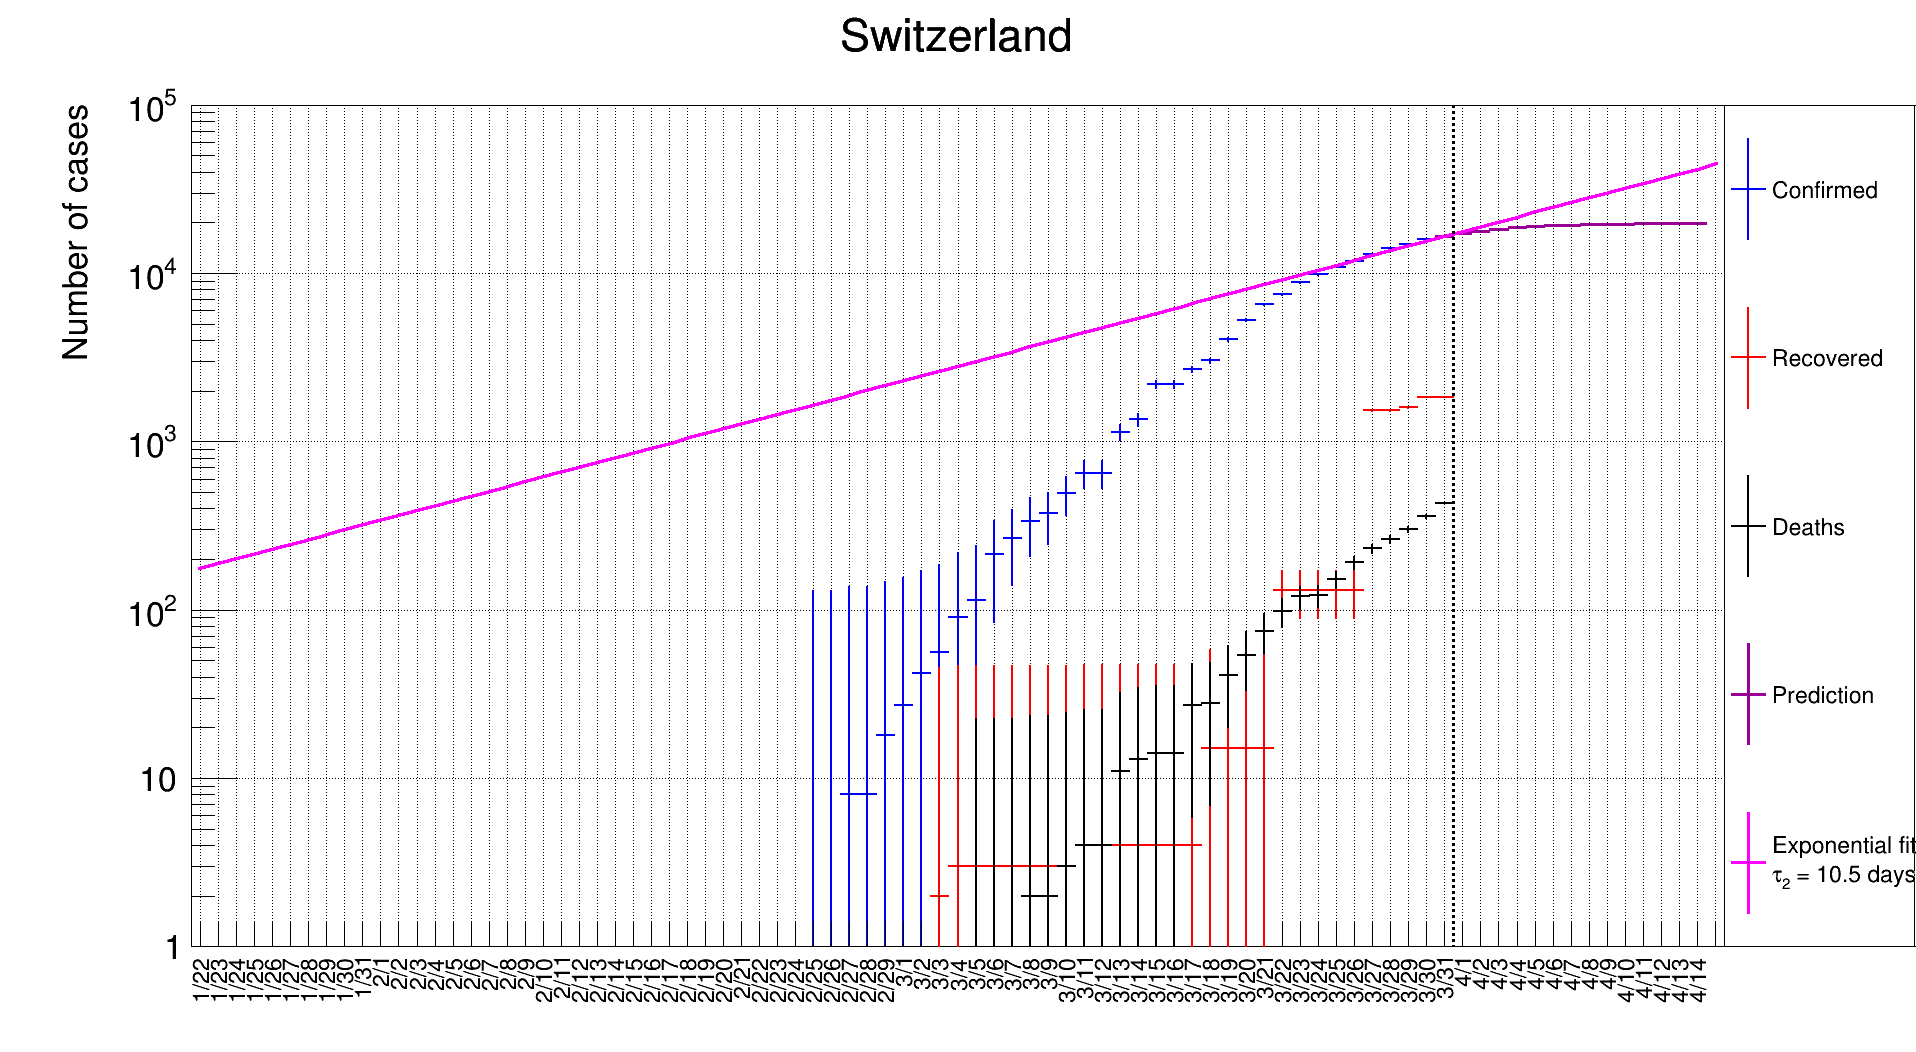 Switzerland
Number of cases
10^5
10^4
10^3
10^2
10
1
1/22 1/23 1/24 1/25 1/26 1/27 1/28 1/29 1/30 1/31 2/1 2/2 2/3 2/4 2/5 2/6 2/7 2/8 2/9 2/10 2/11 2/12 2/13 2/14 2/15 2/16 2/17 2/18 2/19 2/20 2/21 2/22 2/23 2/24 2/25 2/26 2/27 2/28 2/29 3/1 3/2 3/3 3/4 3/5 3/6 3/7 3/8 3/9 3/10 3/11 3/12 3/13 3/14 3/15 3/16 3/17 3/18 3/19 3/20 3/21 3/22 3/23 3/24 3/25 3/26 3/27 3/28 3/29 3/30 3/31 4/1 4/2 4/3 4/4 4/5 4/6 4/7 4/8 4/9 4/10 4/11 4/12 4/13 4/14
Confirmed
Recovered
Deaths
Prediction
Exponential fit
τ₂ = 10.5 days